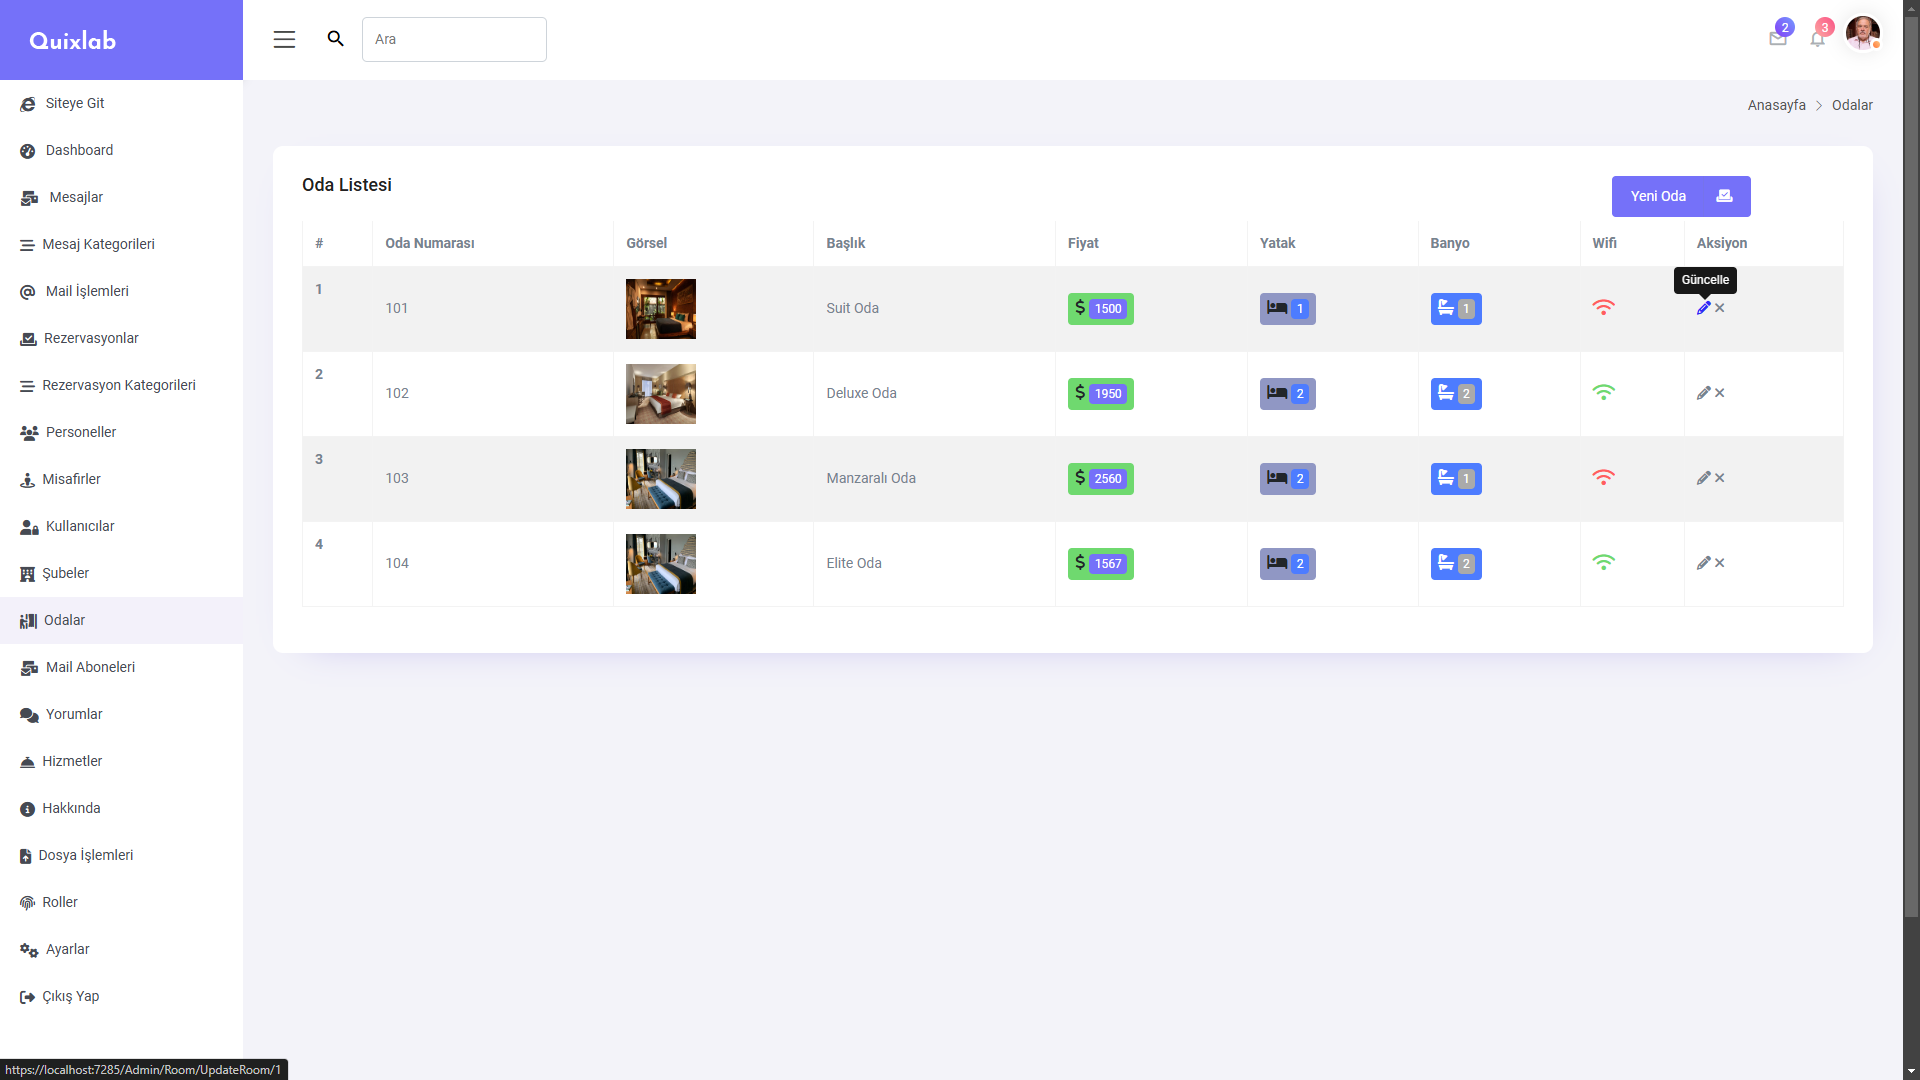 Quixlab
Ara
2
3
Siteye Git
Dashboard
Mesajlar
Mesaj Kategorileri
Mail İşlemleri
Rezervasyonlar
Rezervasyon Kategorileri
Personeller
Misafirler
Kullanıcılar
Şubeler
Odalar
Mail Aboneleri
Yorumlar
Hizmetler
Hakkında
Dosya İşlemleri
Roller
Ayarlar
Çıkış Yap
Anasayfa > Odalar
Oda Listesi
Yeni Oda
# Oda Numarası Görsel Başlık Fiyat Yatak Banyo Wifi Aksiyon
Güncelle
1 101 Suit Oda $ 1500 1 1
2 102 Deluxe Oda $ 1950 2 2
3 103 Manzaralı Oda $ 2560 2 1
4 104 Elite Oda $ 1567 2 2
https://localhost:7285/Admin/Room/UpdateRoom/1